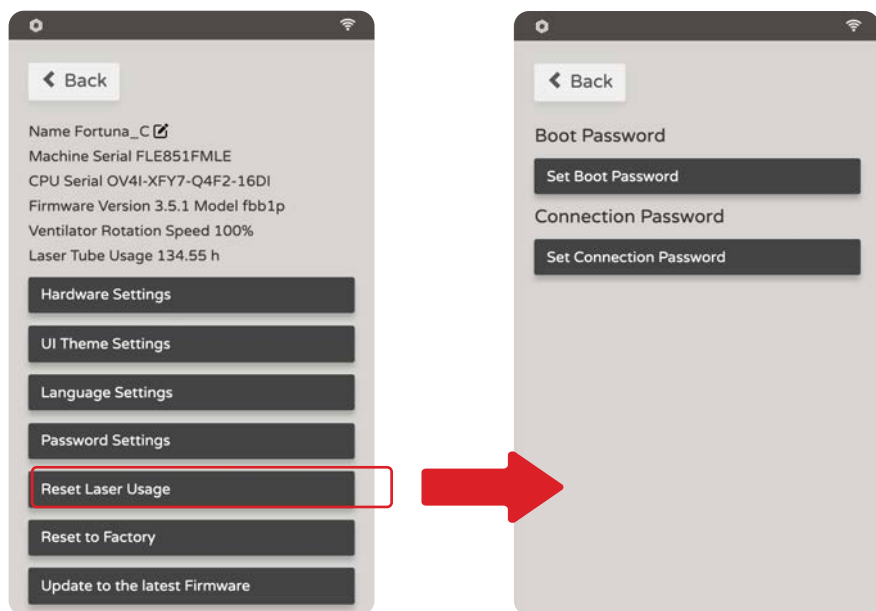 Back
Name Fortuna_C
Machine Serial FLE851FMLE
CPU Serial OV4I-XFY7-Q4F2-16DI
Firmware Version 3.5.1 Model fbb1p
Ventilator Rotation Speed 100%
Laser Tube Usage 134.55 h
Hardware Settings
UI Theme Settings
Language Settings
Password Settings
Reset Laser Usage
Reset to Factory
Update to the latest Firmware
Back
Boot Password
Set Boot Password
Connection Password
Set Connection Password